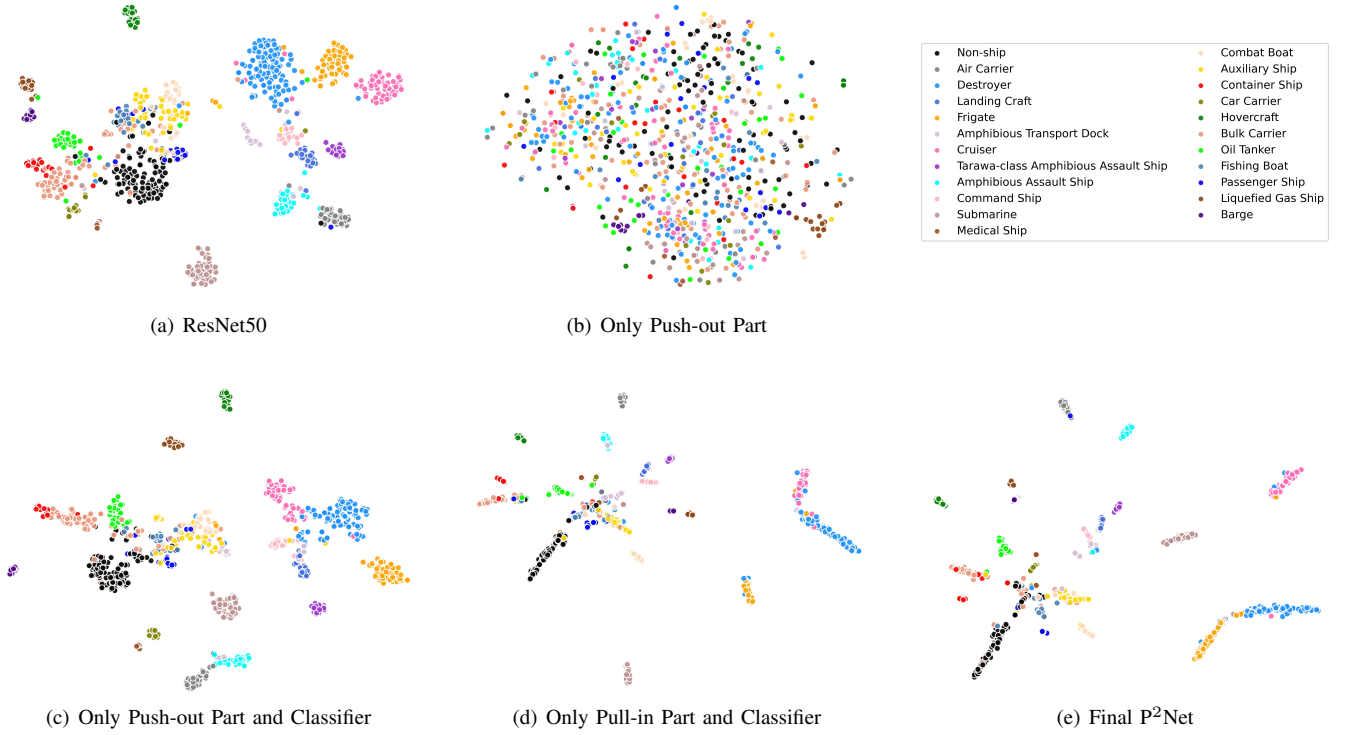 Non-ship
Air Carrier
Destroyer
Landing Craft
Frigate
Amphibious Transport Dock
Cruiser
Tarawa-class Amphibious Assault Ship
Amphibious Assault Ship
Command Ship
Submarine
Medical Ship
Combat Boat
Auxiliary Ship
Container Ship
Car Carrier
Hovercraft
Bulk Carrier
Oil Tanker
Fishing Boat
Passenger Ship
Liquefied Gas Ship
Barge
(a) ResNet50
(b) Only Push-out Part
(c) Only Push-out Part and Classifier
(d) Only Pull-in Part and Classifier
(e) Final P²Net